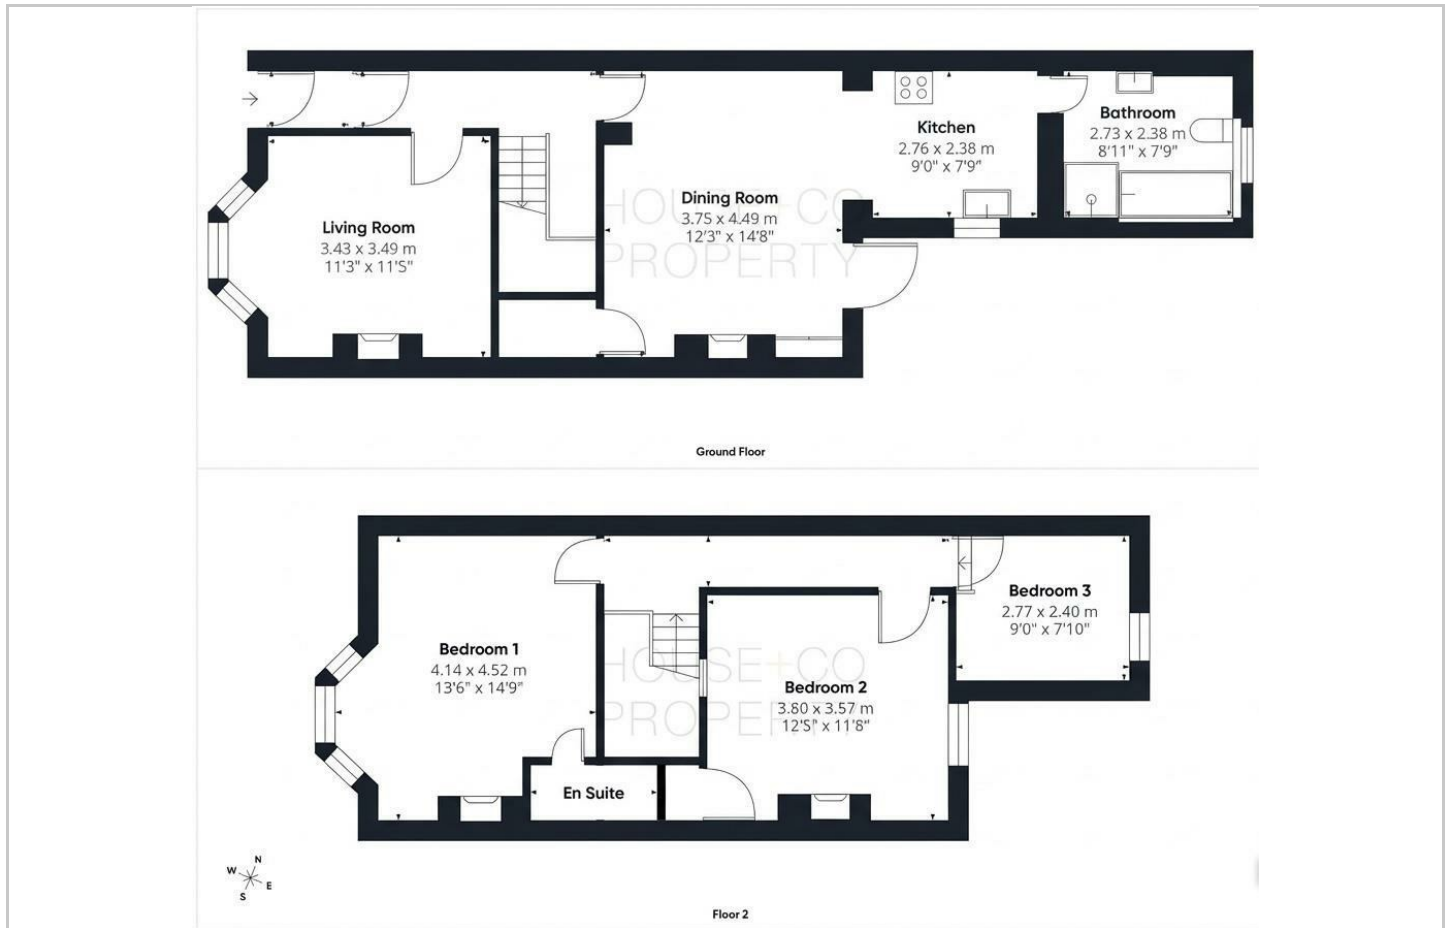 Bathroom
2.73 x 2.38 m
8'11" x 7'9"
Kitchen
2.76 x 2.38 m
9'0" x 7'9"
Dining Room
3.75 x 4.49 m
12'3" x 14'8"
Living Room
3.43 x 3.49 m
11'3" x 11'S"
HOUSE+CO
PROPERTY
Ground Floor
Bedroom 3
2.77 x 2.40 m
9'0" x 7'10"
Bedroom 1
4.14 x 4.52 m
13'6" x 14'9"
Bedroom 2
3.80 x 3.57 m
12'S" x 11'8"
HOUSE+CO
PROPERTY
En Suite
N
W
E
S
Floor 2